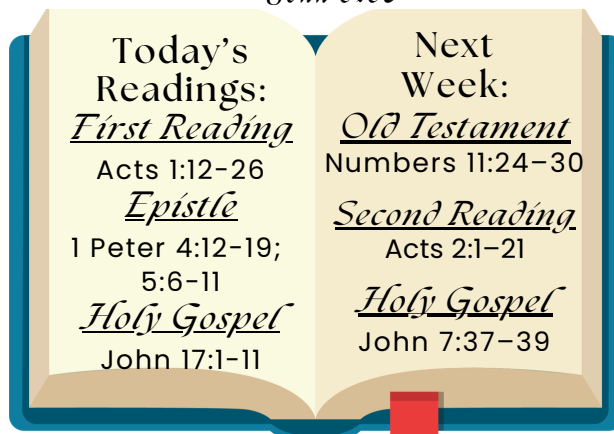 Today's
Readings:
First Reading
Acts 1:12-26
Epistle
1 Peter 4:12-19;
5:6-11
Holy Gospel
John 17:1-11
Next
Week:
Old Testament
Numbers 11:24–30
Second Reading
Acts 2:1–21
Holy Gospel
John 7:37–39